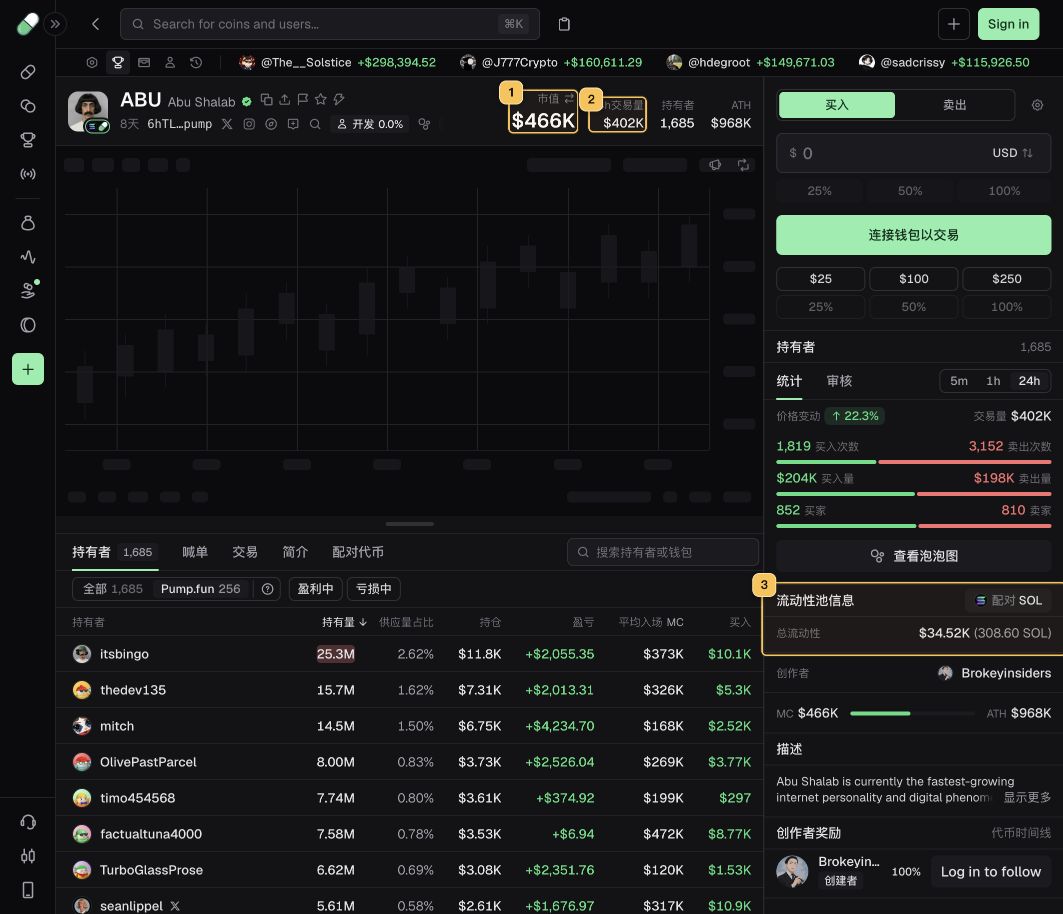 Search for coins and users...
⌘K
Sign in
@The__Solstice +$298,394.52
@J777Crypto +$160,611.29
@hdegroot +$149,671.03
@sadcrissy +$115,926.50
ABU Abu Shalab
8天 6hTL...pump
开发 0.0%
1
市值
$466K
2
h交易量
$402K
持有者
1,685
ATH
$968K
买入 卖出
$ 0 USD
25% 50% 100%
连接钱包以交易
$25 $100 $250
25% 50% 100%
持有者 1,685
统计 审核 5m 1h 24h
价格变动 ↑ 22.3% 交易量 $402K
1,819 买入次数 3,152 卖出次数
$204K 买入量 $198K 卖出量
852 买家 810 卖家
查看泡泡图
3
流动性池信息 配对 SOL
总流动性 $34.52K (308.60 SOL)
创作者 Brokeyinsiders
MC $466K ATH $968K
描述
Abu Shalab is currently the fastest-growing
internet personality and digital phenom 显示更多
创作者奖励 代币时间线
Brokeyin...
创建者
100%
Log in to follow
持有者 1,685 喊单 交易 简介 配对代币
搜索持有者或钱包
全部 1,685 Pump.fun 256 盈利中 亏损中
持有者 持有量 ↓ 供应量占比 持仓 盈亏 平均入场 MC 买入
itsbingo 25.3M 2.62% $11.8K +$2,055.35 $373K $10.1K
thedev135 15.7M 1.62% $7.31K +$2,013.31 $326K $5.3K
mitch 14.5M 1.50% $6.75K +$4,234.70 $168K $2.52K
OlivePastParcel 8.00M 0.83% $3.73K +$2,526.04 $269K $3.77K
timo454568 7.74M 0.80% $3.61K +$374.92 $199K $297
factualtuna4000 7.58M 0.78% $3.53K +$6.94 $472K $8.77K
TurboGlassProse 6.62M 0.69% $3.08K +$2,351.76 $120K $1.53K
seanlippel 5.61M 0.58% $2.61K +$1,676.97 $317K $10.9K